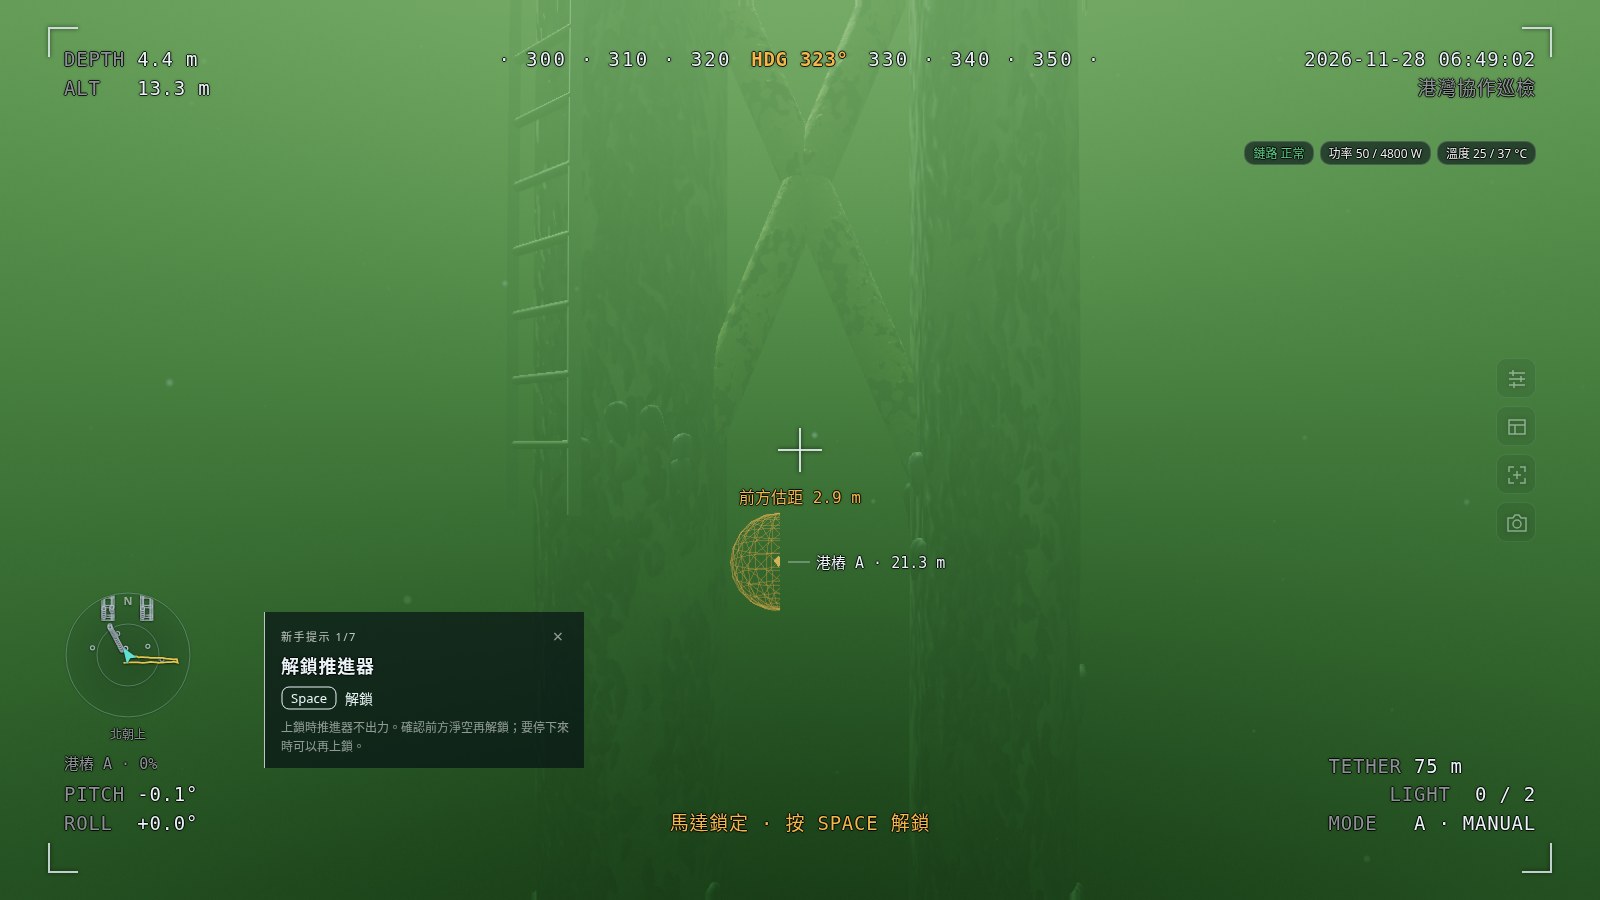 DEPTH 4.4 m
ALT 13.3 m
· 300 · 310 · 320 HDG 323° 330 · 340 · 350 ·
2026-11-28 06:49:02
港灣協作巡檢
鏈路 正常
功率 50 / 4800 W
溫度 25 / 37 °C
前方估距 2.9 m
港樁 A · 21.3 m
N
北朝上
港樁 A · 0%
PITCH -0.1°
ROLL +0.0°
新手提示 1/7
×
解鎖推進器
Space 解鎖
上鎖時推進器不出力。確認前方淨空再解鎖；要停下來
時可以再上鎖。
馬達鎖定 · 按 SPACE 解鎖
TETHER 75 m
LIGHT 0 / 2
MODE A · MANUAL